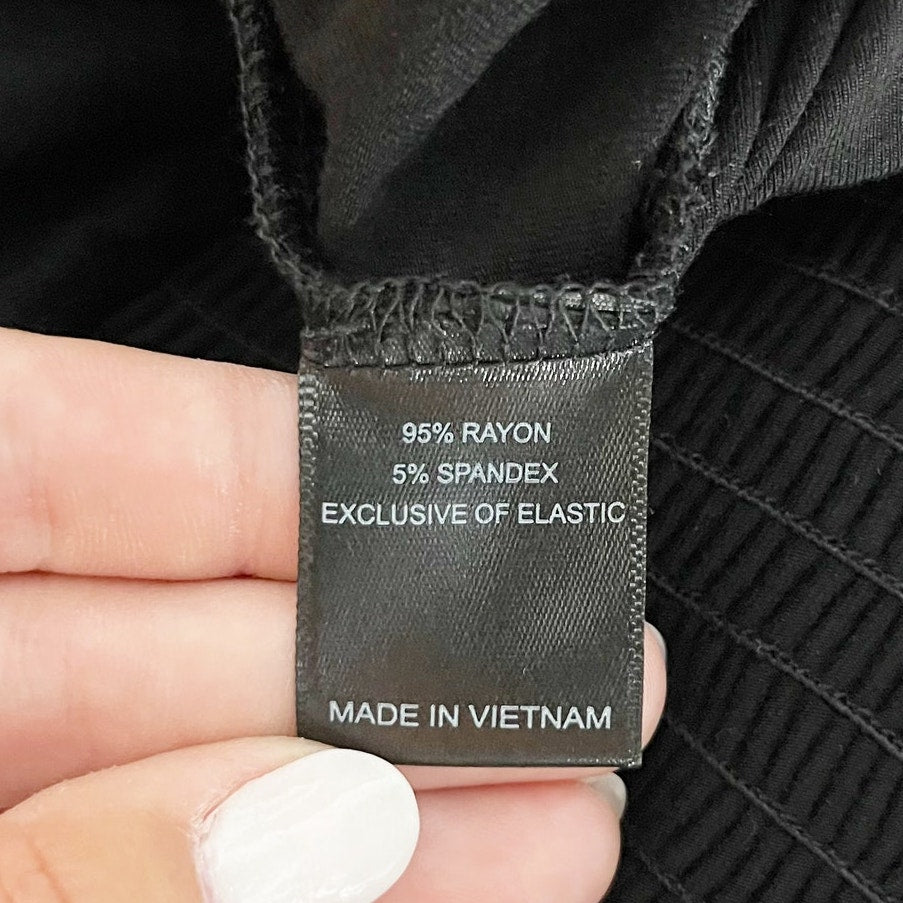 95% RAYON
5% SPANDEX
EXCLUSIVE OF ELASTIC
MADE IN VIETNAM